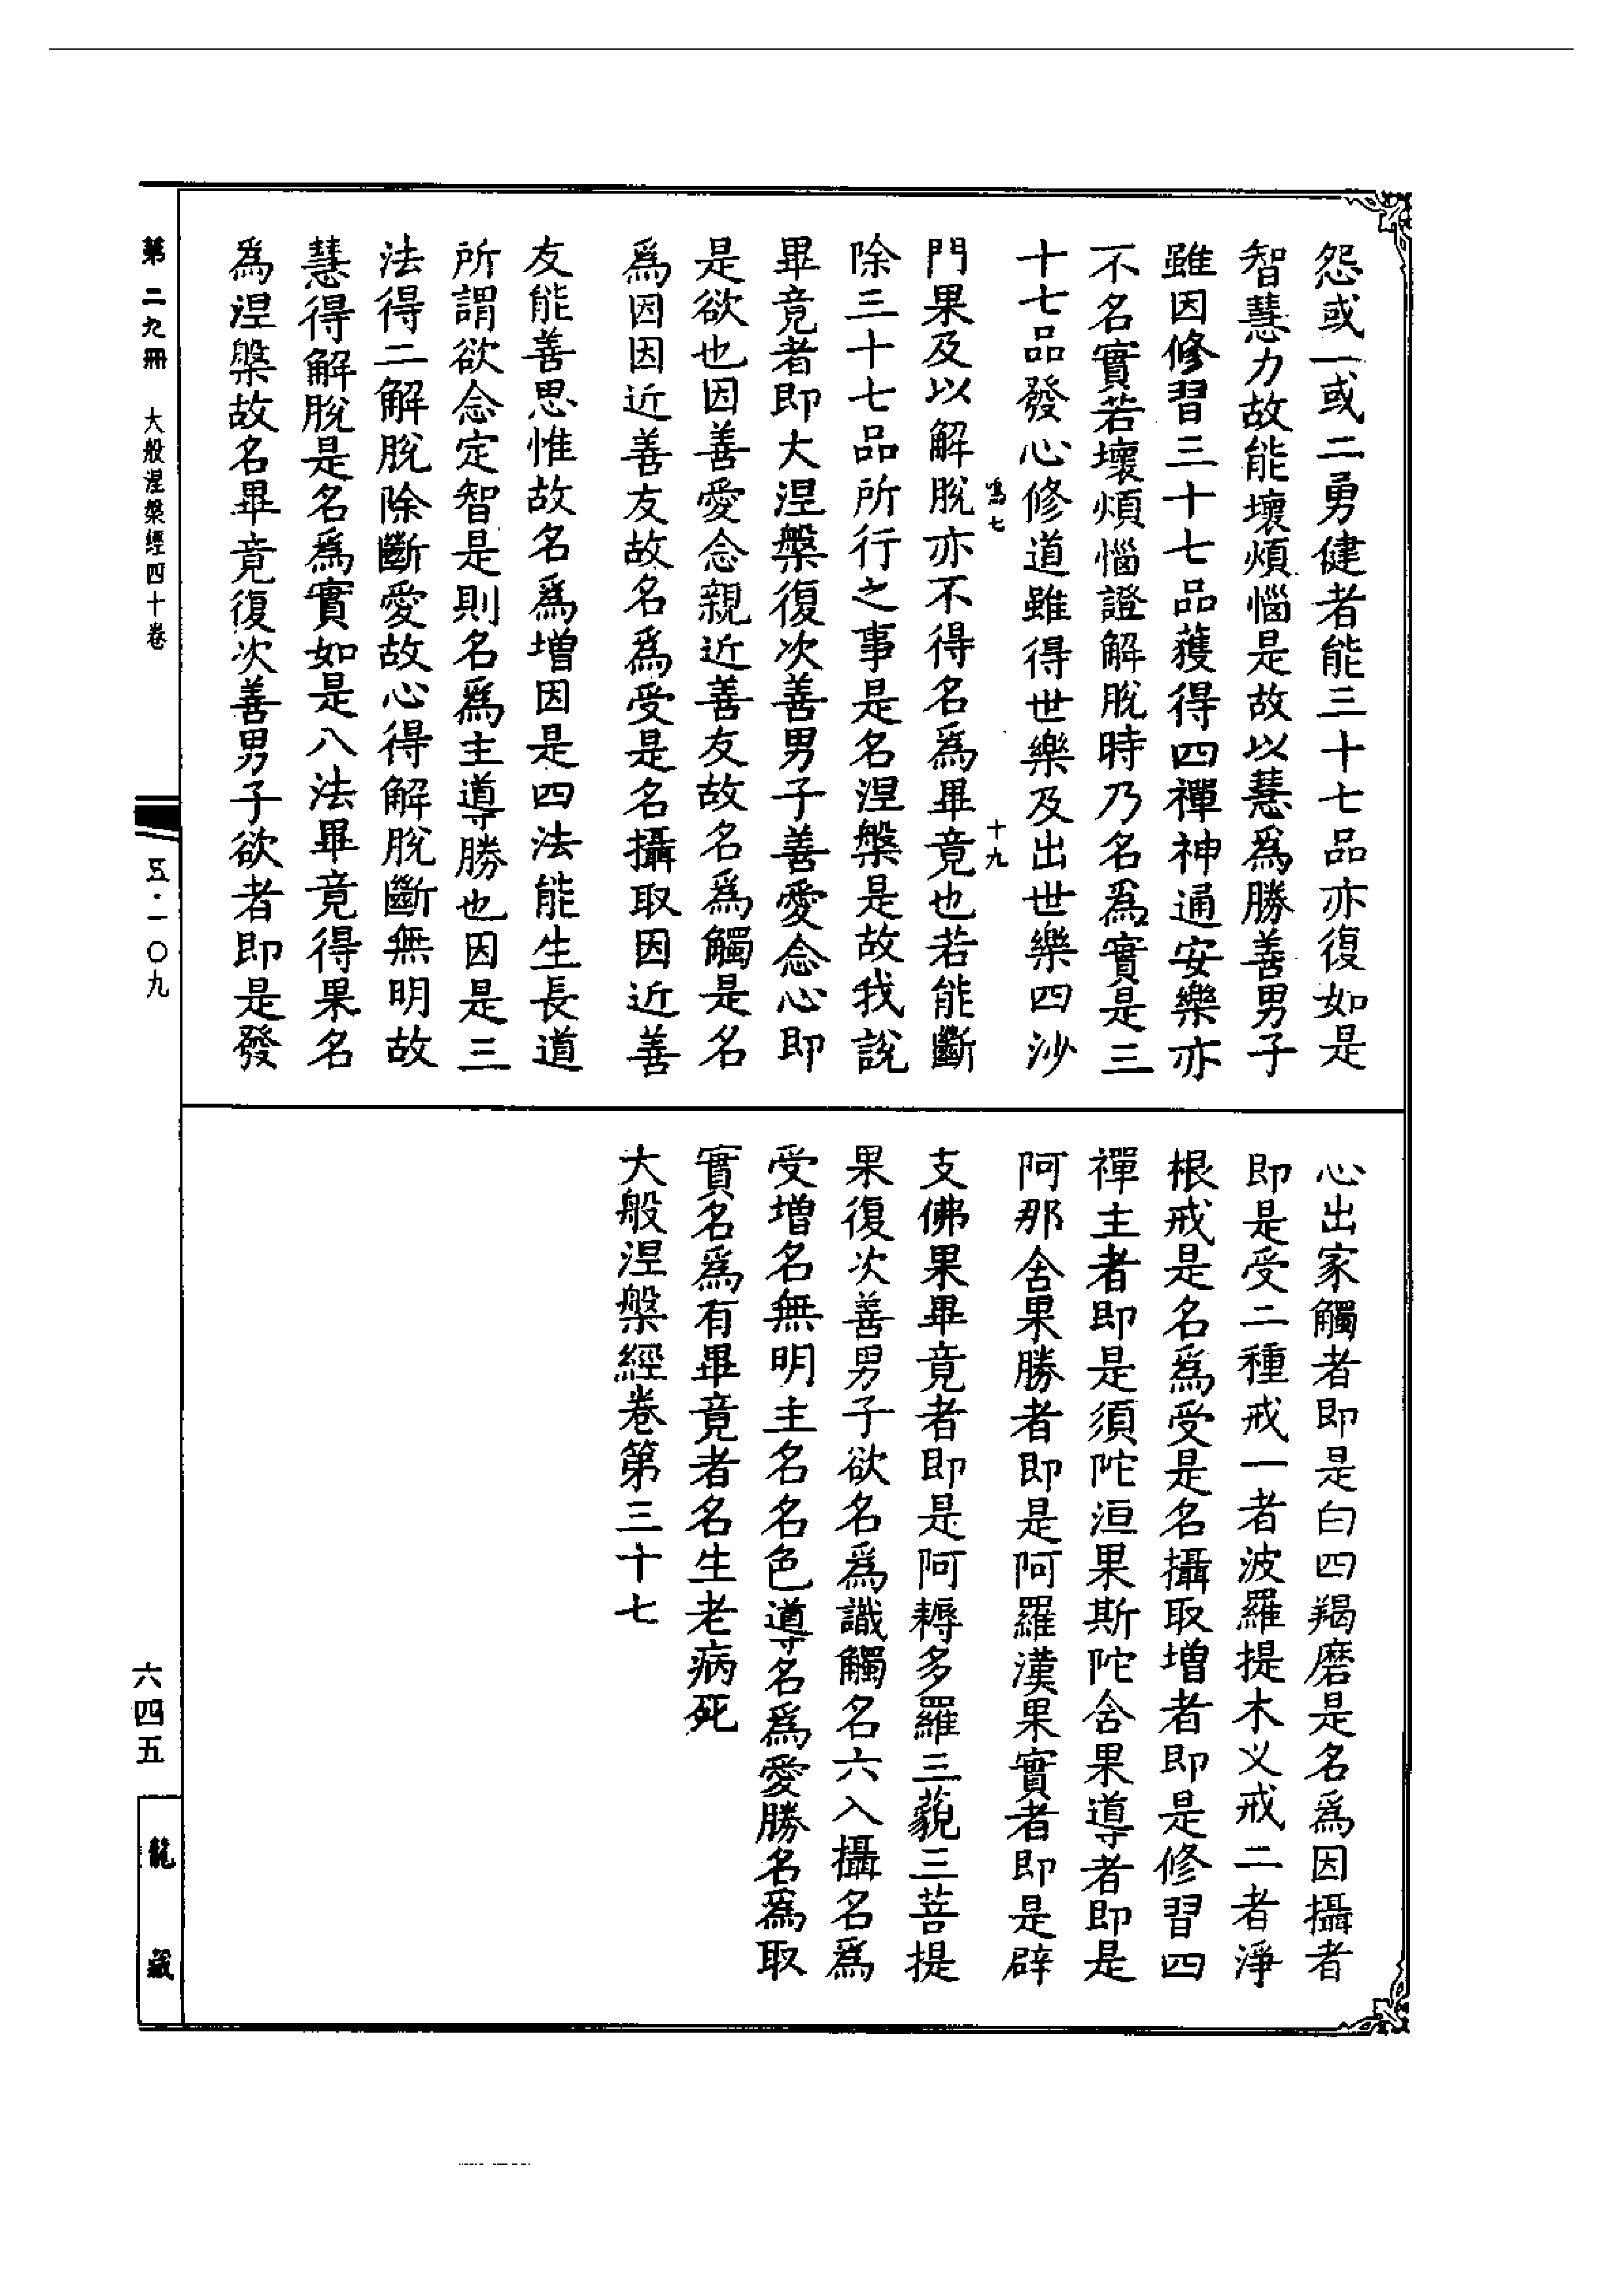 怨或一或二勇健者能三十七品亦復如是
智慧力故能壞煩惱是故以慧爲勝善男子
雖因修習三十七品獲得四禪神通安樂亦
不名實若壞煩惱證解脫時乃名爲實是三
十七品發心修道雖得世樂及出世樂四沙
鳴七
十九
門果及以解脫亦不得名爲畢竟也若能斷
除三十七品所行之事是名涅槃是故我說
畢竟者即大涅槃復次善男子善愛念心即
是欲也因善愛念親近善友故名爲觸是名
爲因因近善友故名爲受是名攝取因近善
友能善思惟故名爲增因是四法能生長道
所謂欲念定智是則名爲主導勝也因是三
法得二解脫除斷愛故心得解脫斷無明故
慧得解脫是名爲實如是八法畢竟得果名
爲涅槃故名畢竟復次善男子欲者即是發
心出家觸者即是白四羯磨是名爲因攝者
即是受二種戒一者波羅提木义戒二者淨
根戒是名爲受是名攝取增者即是修習四
禪主者即是須陀洹果斯陀含果導者即是
阿那含果勝者即是阿羅漢果實者即是辟
支佛果畢竟者即是阿耨多羅三藐三菩提
果復次善男子欲名爲識觸名六入攝名爲
受增名無明主名名色導名爲愛勝名爲取
實名爲有畢竟者名生老病死
大般涅槃經卷第三十七
第二九冊 大般涅槃經四十卷
五·一〇九
六四五
龍藏